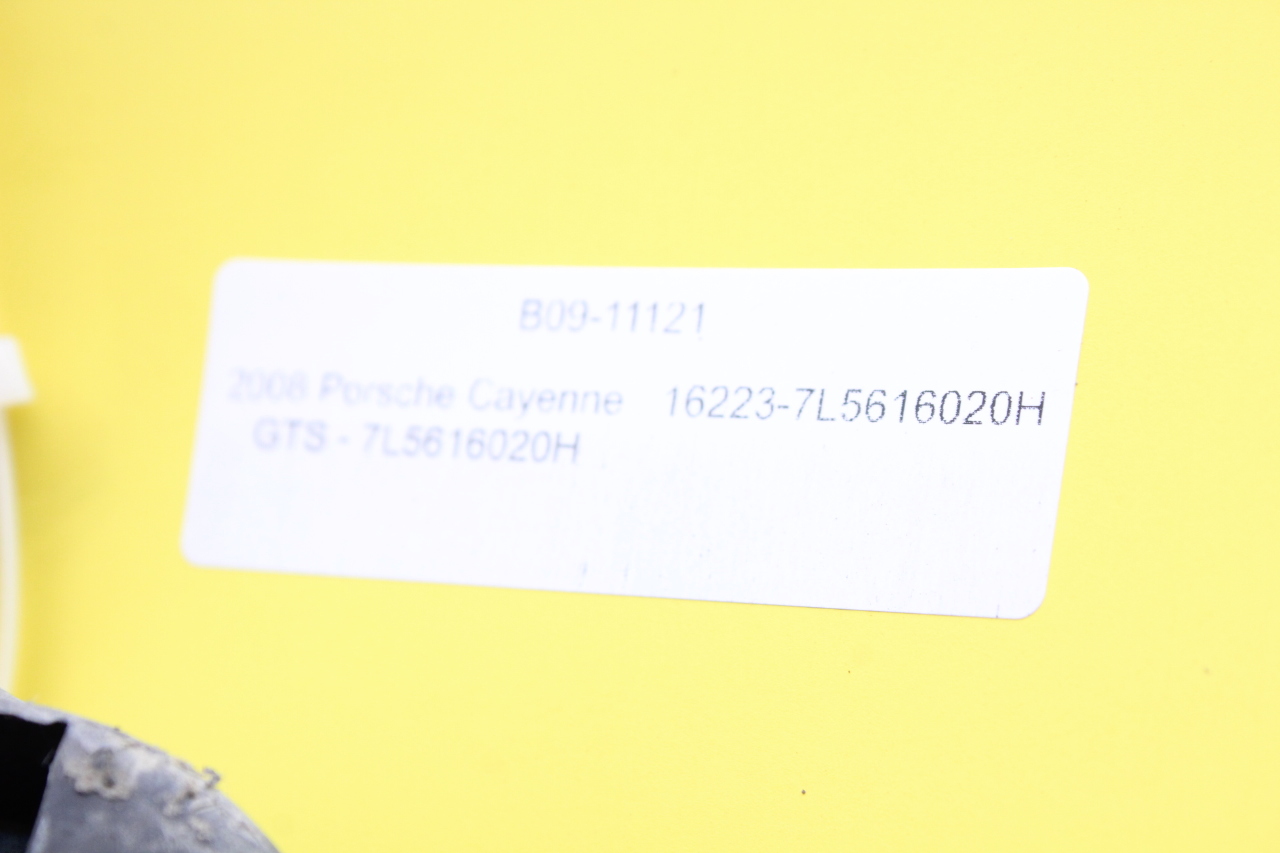 B09-11121
2008 Porsche Cayenne 16223-7L5616020H
GTS - 7L5616020H